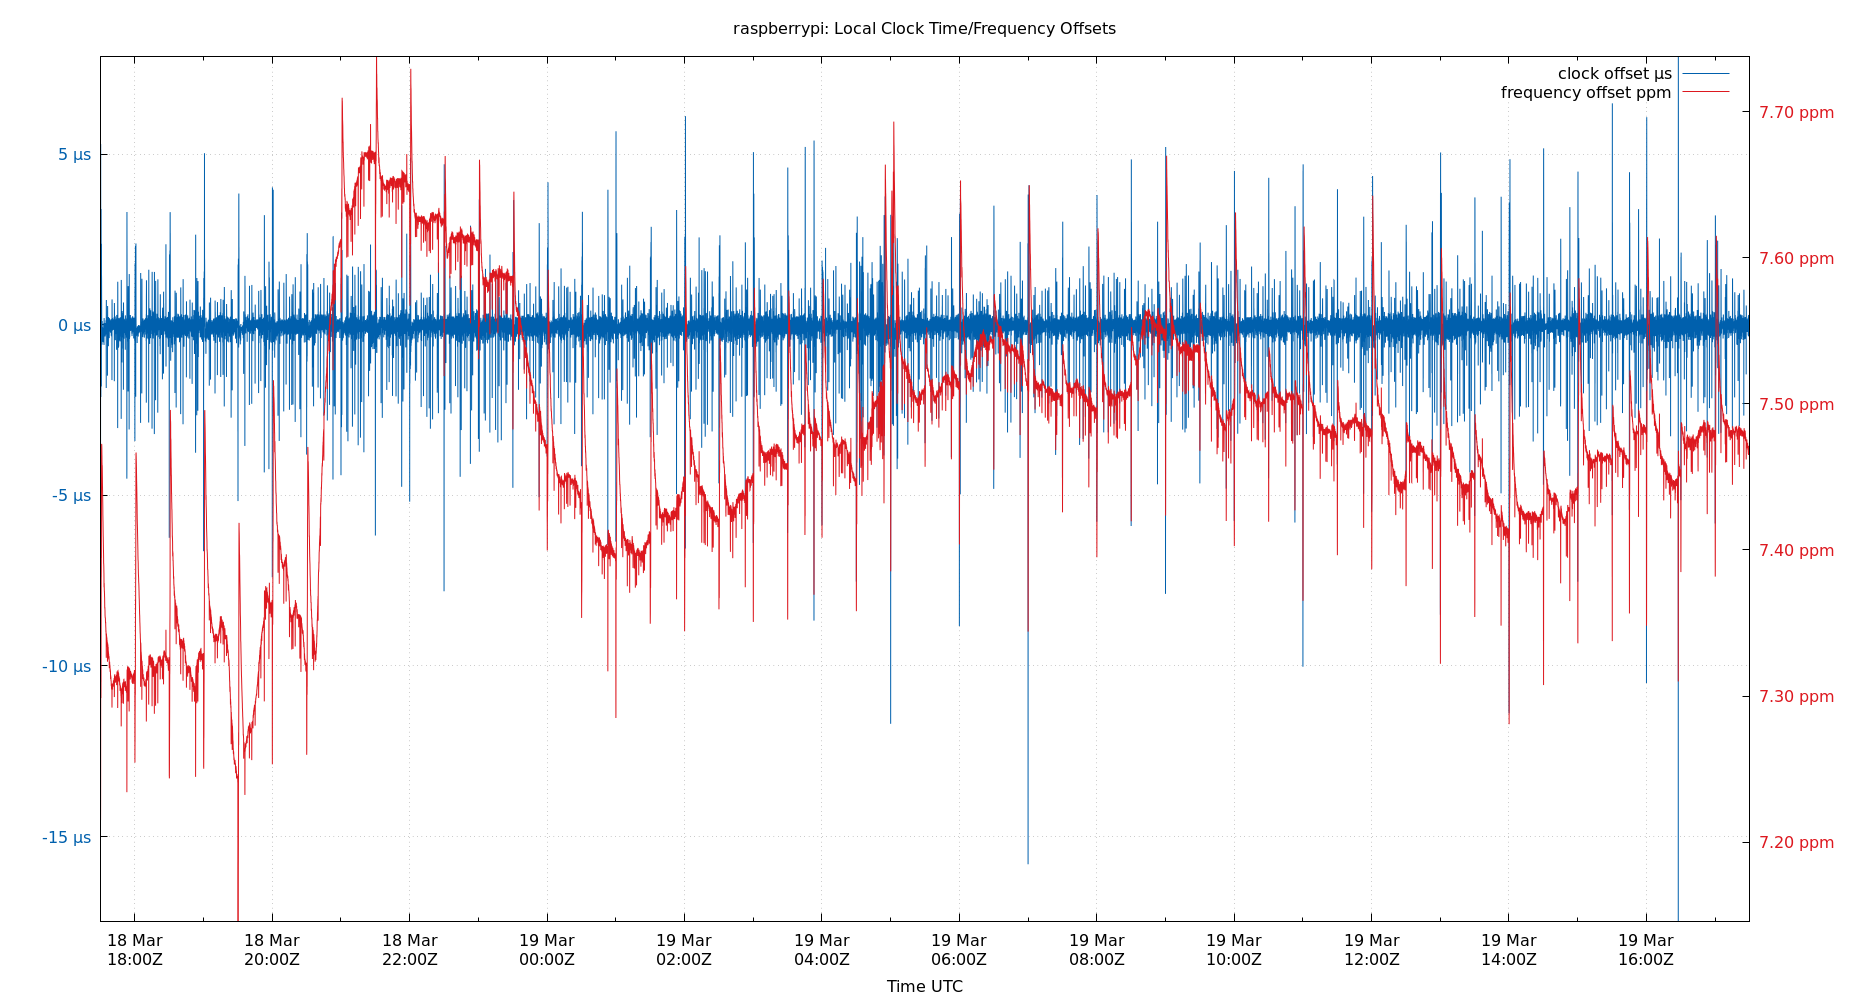 raspberrypi: Local Clock Time/Frequency Offsets
clock offset µs
frequency offset ppm
5 µs
0 µs
-5 µs
-10 µs
-15 µs
7.70 ppm
7.60 ppm
7.50 ppm
7.40 ppm
7.30 ppm
7.20 ppm
18 Mar 18:00Z
18 Mar 20:00Z
18 Mar 22:00Z
19 Mar 00:00Z
19 Mar 02:00Z
19 Mar 04:00Z
19 Mar 06:00Z
19 Mar 08:00Z
19 Mar 10:00Z
19 Mar 12:00Z
19 Mar 14:00Z
19 Mar 16:00Z
Time UTC